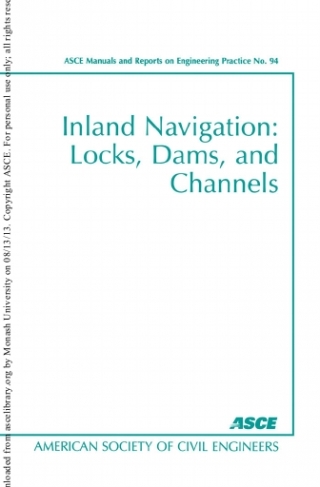 ASCE Manuals and Reports on Engineering Practice No. 94
Inland Navigation:
Locks, Dams, and
Channels
ASCE
AMERICAN SOCIETY OF CIVIL ENGINEERS
from ascelibrary.org by Monash University on 08/13/13. Copyright ASCE. For personal use only; all rights